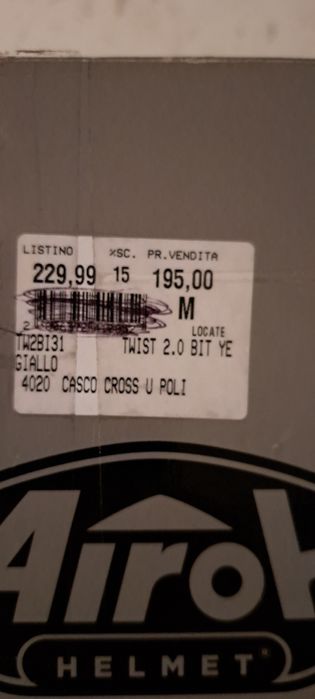 LISTINO %SC. PR.VENDITA
229,99 15 195,00
M
LOCATE
TW2BI31 TWIST 2.0 BIT YE
GIALLO
4020 CASCO CROSS U POLI
AIROH
HELMET